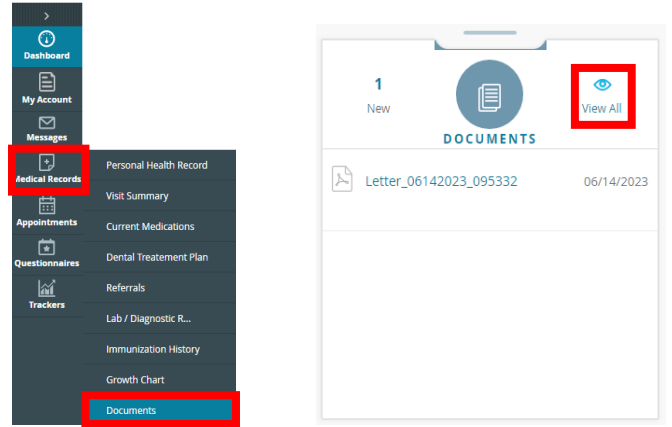 >
Dashboard
My Account
Messages
Medical Records
Appointments
Questionnaires
Trackers
Personal Health Record
Visit Summary
Current Medications
Dental Treatement Plan
Referrals
Lab / Diagnostic R...
Immunization History
Growth Chart
Documents
1
New
View All
DOCUMENTS
Letter_06142023_095332 06/14/2023